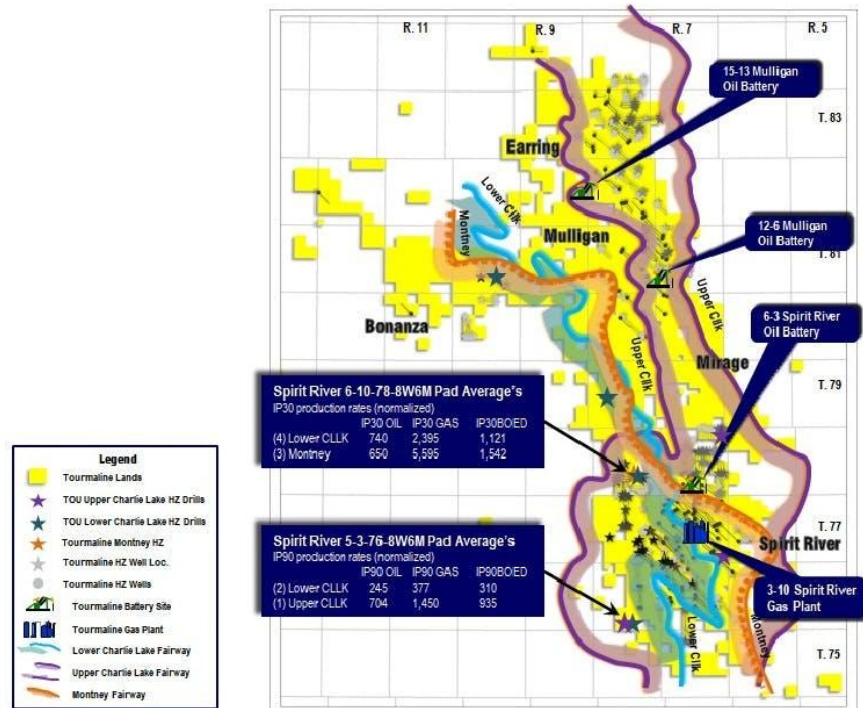 R. 11
R. 9
R. 7
R. 5
15-13 Mulligan
Oil Battery
T. 83
Earring
Lower Cllk
Montney
Mulligan
12-6 Mulligan
Oil Battery
T. 81
Upper Cllk
Bonanza
6-3 Spirit River
Oil Battery
Upper Cllk
Mirage
T. 79
Spirit River 6-10-78-8W6M Pad Average's
IP30 production rates (normalized)
IP30 OIL IP30 GAS IP30BOED
(4) Lower CLLK 740 2,395 1,121
(3) Montney 650 5,595 1,542
T. 77
Spirit River
Spirit River 5-3-76-8W6M Pad Average's
IP90 production rates (normalized)
IP90 OIL IP90 GAS IP90BOED
(2) Lower CLLK 245 377 310
(1) Upper CLLK 704 1,450 935
3-10 Spirit River
Gas Plant
Lower Cllk
Montney
T. 75
Legend
Tourmaline Lands
TOU Upper Charlie Lake HZ Drills
TOU Lower Charlie Lake HZ Drills
Tourmaline Montney HZ
Tourmaline HZ Well Loc.
Tourmaline HZ Wells
Tourmaline Battery Site
Tourmaline Gas Plant
Lower Charlie Lake Fairway
Upper Charlie Lake Fairway
Montney Fairway